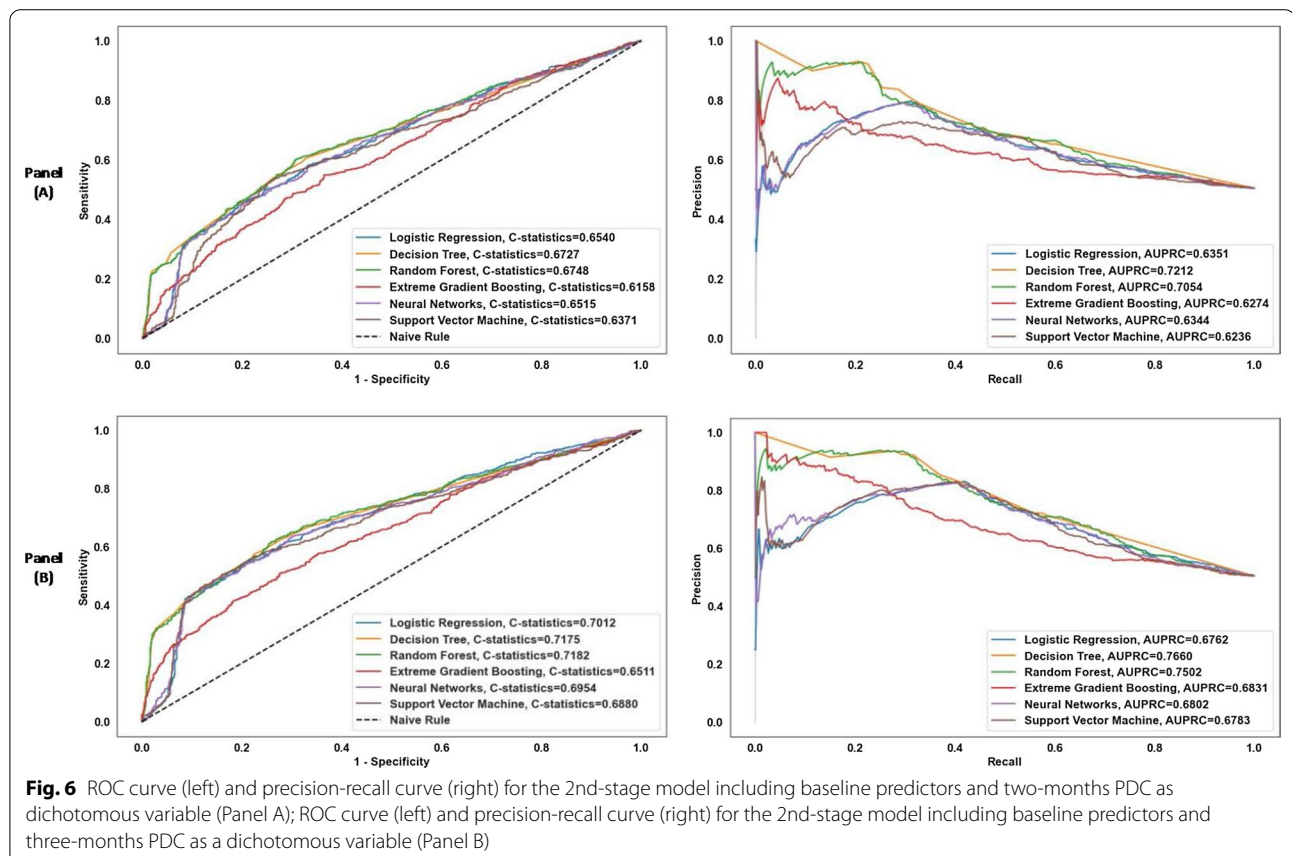 1.0
0.8
0.6
0.4
0.2
0.0
Sensitivity
Panel
(A)
Logistic Regression, C-statistics=0.6540
Decision Tree, C-statistics=0.6727
Random Forest, C-statistics=0.6748
Extreme Gradient Boosting, C-statistics=0.6158
Neural Networks, C-statistics=0.6515
Support Vector Machine, C-statistics=0.6371
Naive Rule
0.0 0.2 0.4 0.6 0.8 1.0
1 - Specificity
1.0
0.8
0.6
0.4
0.2
0.0
Precision
Logistic Regression, AUPRC=0.6351
Decision Tree, AUPRC=0.7212
Random Forest, AUPRC=0.7054
Extreme Gradient Boosting, AUPRC=0.6274
Neural Networks, AUPRC=0.6344
Support Vector Machine, AUPRC=0.6236
0.0 0.2 0.4 0.6 0.8 1.0
Recall
1.0
0.8
0.6
0.4
0.2
0.0
Sensitivity
Panel
(B)
Logistic Regression, C-statistics=0.7012
Decision Tree, C-statistics=0.7175
Random Forest, C-statistics=0.7182
Extreme Gradient Boosting, C-statistics=0.6511
Neural Networks, C-statistics=0.6954
Support Vector Machine, C-statistics=0.6880
Naive Rule
0.0 0.2 0.4 0.6 0.8 1.0
1 - Specificity
1.0
0.8
0.6
0.4
0.2
0.0
Precision
Logistic Regression, AUPRC=0.6762
Decision Tree, AUPRC=0.7660
Random Forest, AUPRC=0.7502
Extreme Gradient Boosting, AUPRC=0.6831
Neural Networks, AUPRC=0.6802
Support Vector Machine, AUPRC=0.6783
0.0 0.2 0.4 0.6 0.8 1.0
Recall
Fig. 6 ROC curve (left) and precision-recall curve (right) for the 2nd-stage model including baseline predictors and two-months PDC as
dichotomous variable (Panel A); ROC curve (left) and precision-recall curve (right) for the 2nd-stage model including baseline predictors and
three-months PDC as a dichotomous variable (Panel B)